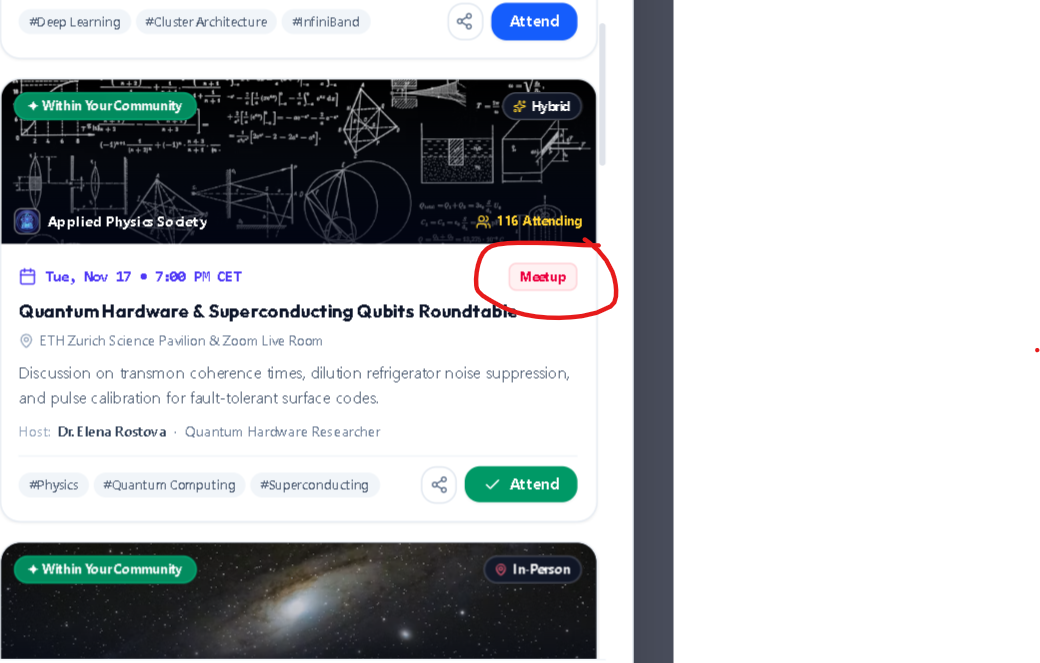 #Deep Learning #Cluster Architecture #InfiniBand Attend
✦ Within Your Community Hybrid
Applied Physics Society 116 Attending
Tue, Nov 17 • 7:00 PM CET Meetup
Quantum Hardware & Superconducting Qubits Roundtable
ETH Zurich Science Pavilion & Zoom Live Room
Discussion on transmon coherence times, dilution refrigerator noise suppression,
and pulse calibration for fault-tolerant surface codes.
Host: Dr. Elena Rostova · Quantum Hardware Researcher
#Physics #Quantum Computing #Superconducting Attend
✦ Within Your Community In-Person